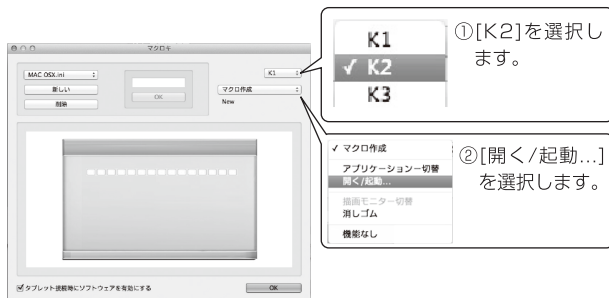 マクロキ
MAC OSX.ini
新しい
削除
OK
K1
マクロ作成
New
タブレット接続時にソフトウェアを有効にする
OK
K1
✓ K2
K3
①[K2]を選択し
ます。
✓ マクロ作成
アプリケーション一切替
開く/起動...
描画モニター切替
消しゴム
機能なし
②[開く/起動...]
を選択します。